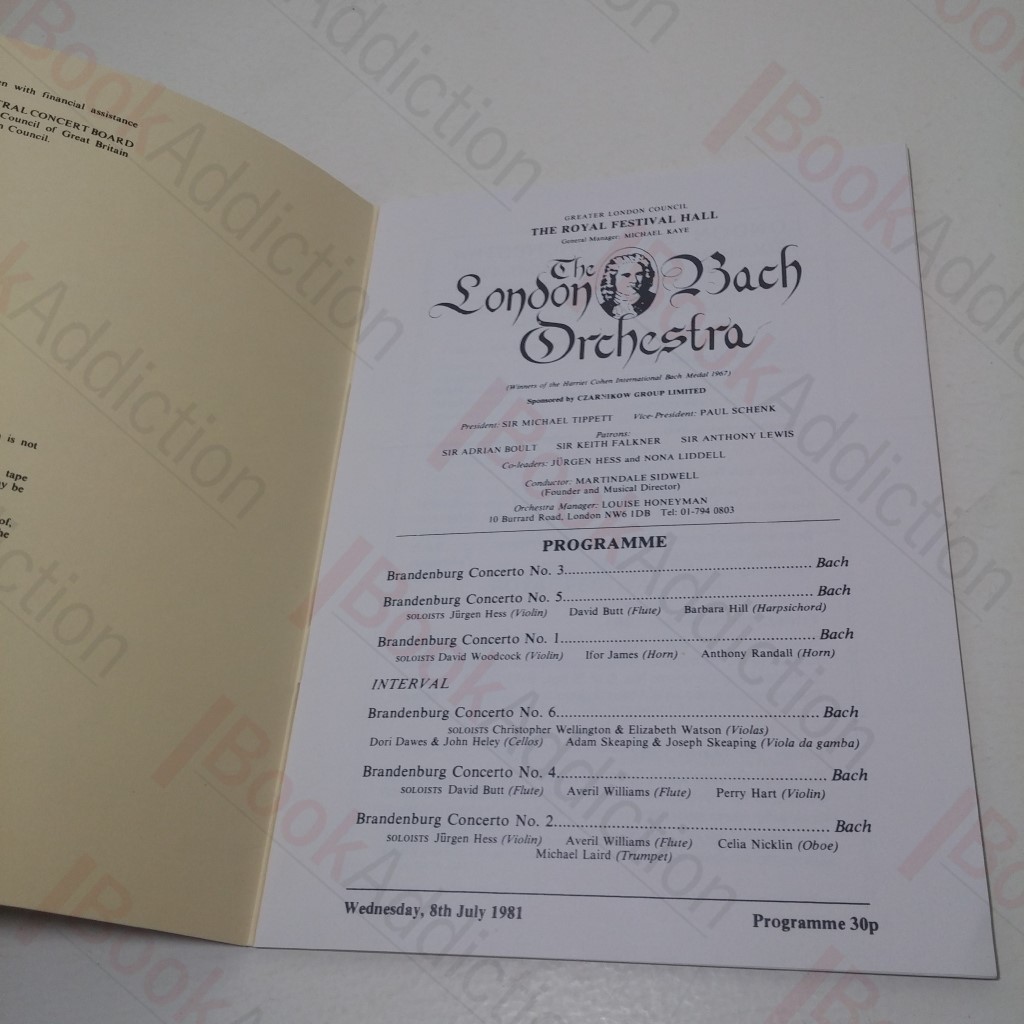 n with financial assistance
TRAL CONCERT BOARD
Council of Great Britain
n Council.
is not
tape
y be
of,
he
GREATER LONDON COUNCIL
THE ROYAL FESTIVAL HALL
General Manager: MICHAEL KAYE
The London Bach
Orchestra
(Winners of the Harriet Cohen International Bach Medal 1967)
Sponsored by CZARNIKOW GROUP LIMITED
President: SIR MICHAEL TIPPETT Vice-President: PAUL SCHENK
Patrons:
SIR ADRIAN BOULT SIR KEITH FALKNER SIR ANTHONY LEWIS
Co-leaders: JÜRGEN HESS and NONA LIDDELL
Conductor: MARTINDALE SIDWELL
(Founder and Musical Director)
Orchestra Manager: LOUISE HONEYMAN
10 Burrard Road, London NW6 1DB Tel: 01-794 0803
PROGRAMME
Brandenburg Concerto No. 3 Bach
Brandenburg Concerto No. 5 Bach
SOLOISTS Jürgen Hess (Violin) David Butt (Flute) Barbara Hill (Harpsichord)
Brandenburg Concerto No. 1 Bach
SOLOISTS David Woodcock (Violin) Ifor James (Horn) Anthony Randall (Horn)
INTERVAL
Brandenburg Concerto No. 6 Bach
SOLOISTS Christopher Wellington & Elizabeth Watson (Violas)
Dori Dawes & John Heley (Cellos) Adam Skeaping & Joseph Skeaping (Viola da gamba)
Brandenburg Concerto No. 4 Bach
SOLOISTS David Butt (Flute) Averil Williams (Flute) Perry Hart (Violin)
Brandenburg Concerto No. 2 Bach
SOLOISTS Jürgen Hess (Violin) Averil Williams (Flute) Celia Nicklin (Oboe)
Michael Laird (Trumpet)
Wednesday, 8th July 1981 Programme 30p
BookAddiction